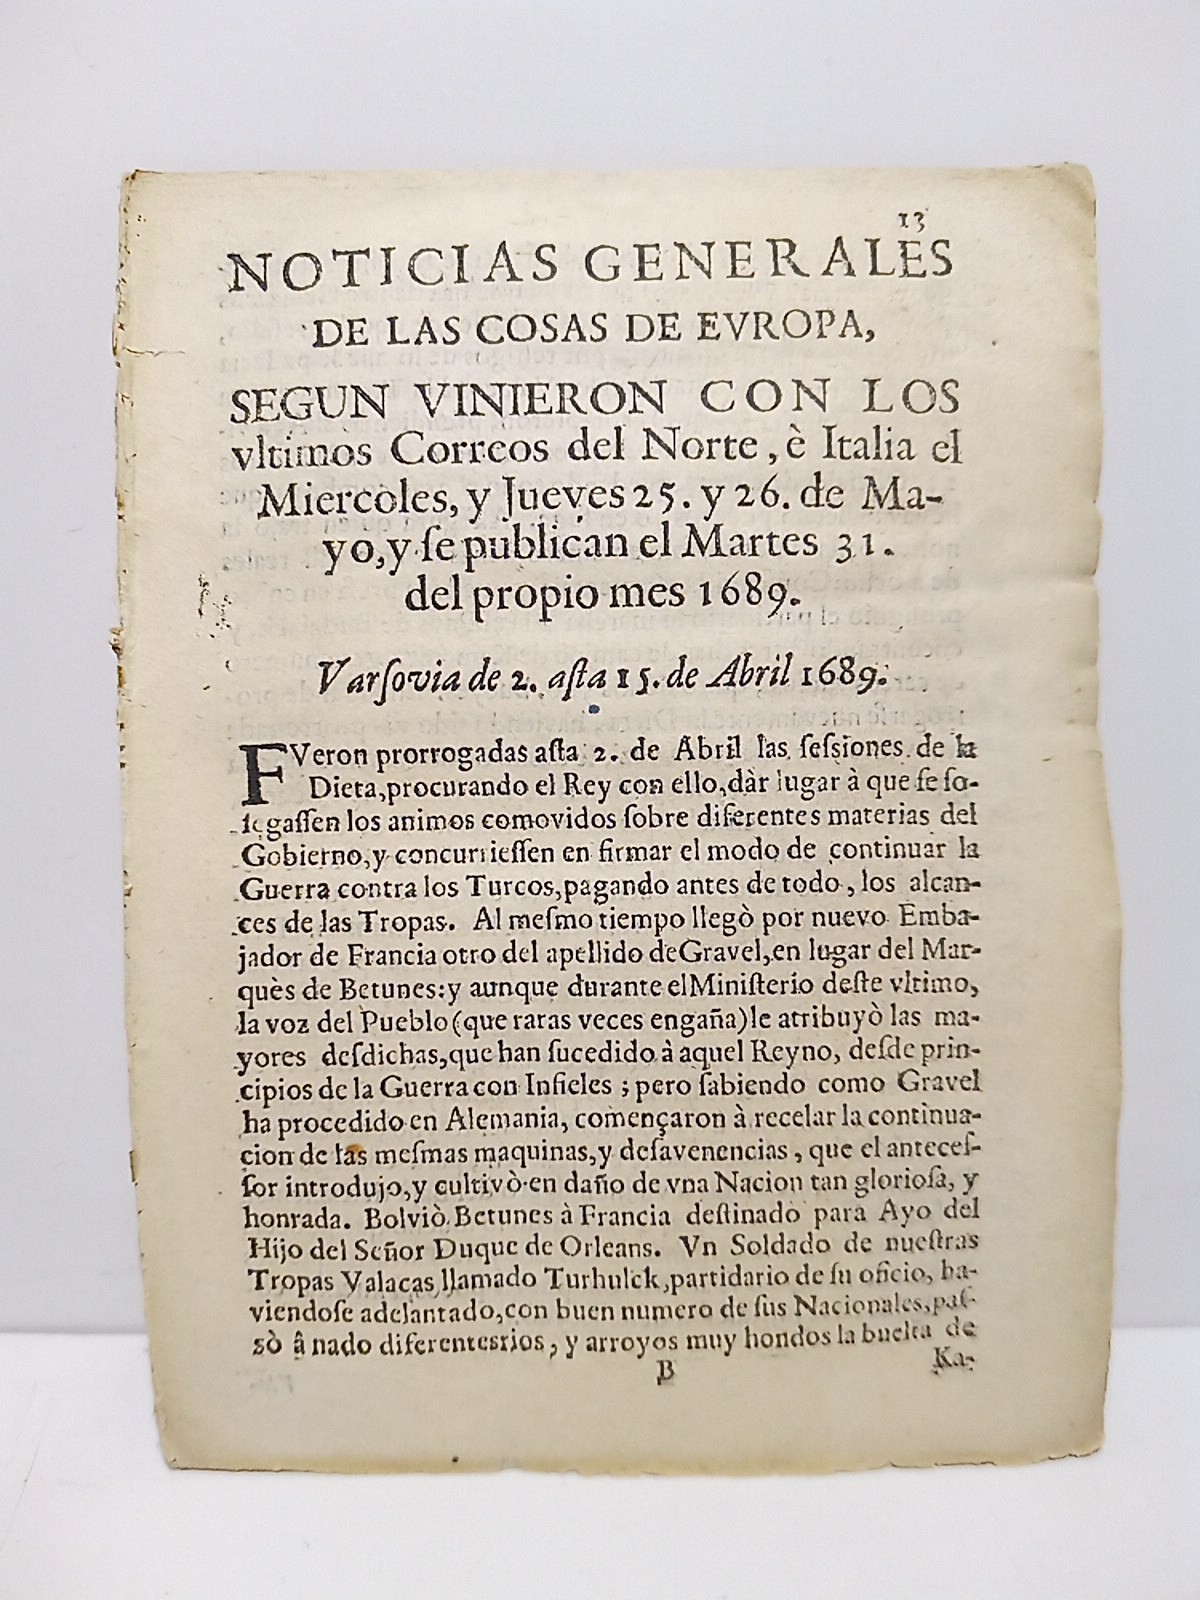 13
NOTICIAS GENERALES
DE LAS COSAS DE EVROPA,
SEGUN VINIERON CON LOS
vltimos Correos del Norte, è Italia el
Miercoles, y Jueves 25. y 26. de Ma-
yo, y ſe publican el Martes 31.
del propio mes 1689.
Varſovia de 2. aſta 15. de Abril 1689.
FVeron prorrogadas aſta 2. de Abril las ſeſsiones de la
Dieta, procurando el Rey con ello, dàr lugar à que ſe ſo-
ſegaſſen los animos comovidos ſobre diferentes materias del
Gobierno, y concurrieſſen en firmar el modo de continuar la
Guerra contra los Turcos, pagando antes de todo, los alcan-
ces de las Tropas. Al meſmo tiempo llegò por nuevo Emba-
jador de Francia otro del apellido de Gravel, en lugar del Mar-
quès de Betunes: y aunque durante el Miniſterio deſte vltimo,
la voz del Pueblo (que raras veces engaña) le atribuyò las ma-
yores deſdichas, que han ſucedido à aquel Reyno, deſde prin-
cipios de la Guerra con Infieles; pero ſabiendo como Gravel
ha procedido en Alemania, començaron à recelar la continua-
cion de las meſmas maquinas, y deſavenencias, que el anteceſ-
ſor introdujo, y cultivò en daño de vna Nacion tan glorioſa, y
honrada. Bolviò Betunes à Francia deſtinado para Ayo del
Hijo del Señor Duque de Orleans. Vn Soldado de nueſtras
Tropas Valacas llamado Turhulck, partidario de ſu oficio, ha-
viendoſe adelantado, con buen numero de ſus Nacionales, paſ-
sò â nado diferentes rios, y arroyos muy hondos la buelta de
B
Ka-